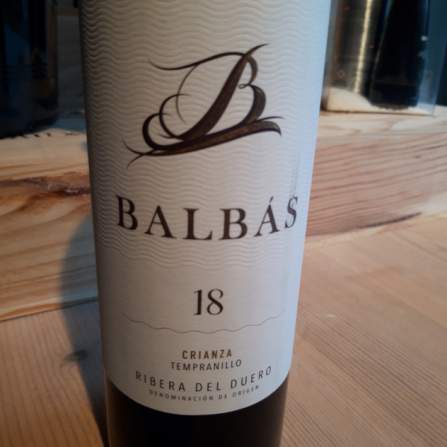 B
BALBÁS
18
CRIANZA
TEMPRANILLO
RIBERA DEL DUERO
DENOMINACIÓN DE ORIGEN